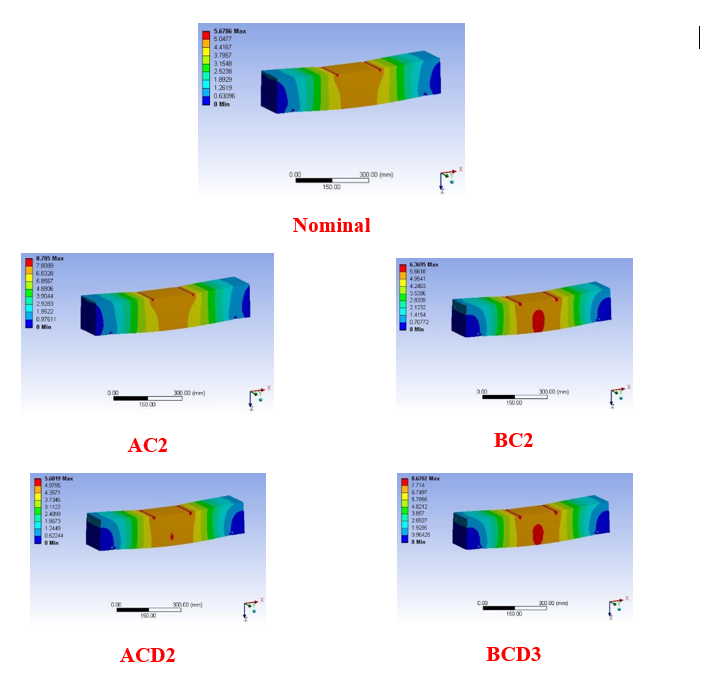 5.6786 Max
5.0477
4.4167
3.7857
3.1548
2.5238
1.8929
1.2619
0.63096
0 Min
0.00 300.00 (mm)
150.00
X
Y
Z
Nominal
8.785 Max
7.8089
6.8328
5.8567
4.8806
3.9044
2.9283
1.9522
0.97611
0 Min
0.00 300.00 (mm)
150.00
X
Y
Z
AC2
6.3695 Max
5.6618
4.9541
4.2463
3.5386
2.8309
2.1232
1.4154
0.70772
0 Min
0.00 300.00 (mm)
150.00
X
Y
Z
BC2
4.9795
4.3571
3.7346
3.1122
2.4899
1.8673
1.2449
0.62244
0 Min
0.00 300.00 (mm)
150.00
X
Y
Z
ACD2
8.6782 Max
7.714
6.7497
5.7855
4.8212
3.857
2.8927
1.9285
0.96425
0 Min
0.00 300.00 (mm)
150.00
X
Y
Z
BCD3